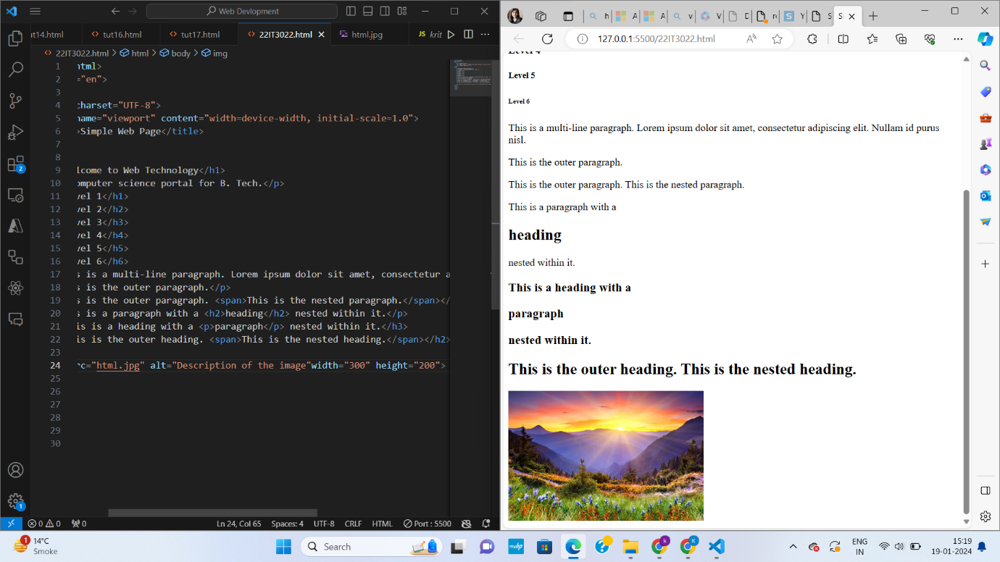 Web Devlopment
ut14.html
tut16.html
tut17.html
22IT3022.html
html.jpg
JS krit
22IT3022.html > html > body > img
1 html>
2 ="en">
3
4 charset="UTF-8">
5 name="viewport" content="width=device-width, initial-scale=1.0">
6 >Simple Web Page</title>
7
8
9 lcome to Web Technology</h1>
10 omputer science portal for B. Tech.</p>
11 vel 1</h1>
12 vel 2</h2>
13 vel 3</h3>
14 vel 4</h4>
15 vel 5</h5>
16 vel 6</h6>
17 s is a multi-line paragraph. Lorem ipsum dolor sit amet, consectetur a
18 s is the outer paragraph.</p>
19 s is the outer paragraph. <span>This is the nested paragraph.</span></
20 s is a paragraph with a <h2>heading</h2> nested within it.</p>
21 is is a heading with a <p>paragraph</p> nested within it.</h3>
22 is is the outer heading. <span>This is the nested heading.</span></h2>
23
24 rc="html.jpg" alt="Description of the image"width="300" height="200">
25
26
27
28
29
30
2
1
0 0 0
Ln 24, Col 65 Spaces: 4 UTF-8 CRLF HTML Port : 5500
127.0.0.1:5500/22IT3022.html
Level 4
Level 5
Level 6
This is a multi-line paragraph. Lorem ipsum dolor sit amet, consectetur adipiscing elit. Nullam id purus
nisl.
This is the outer paragraph.
This is the outer paragraph. This is the nested paragraph.
This is a paragraph with a
heading
nested within it.
This is a heading with a
paragraph
nested within it.
This is the outer heading. This is the nested heading.
1
14°C
Smoke
Search
myhp
k
K
ENG
IN
15:19
19-01-2024